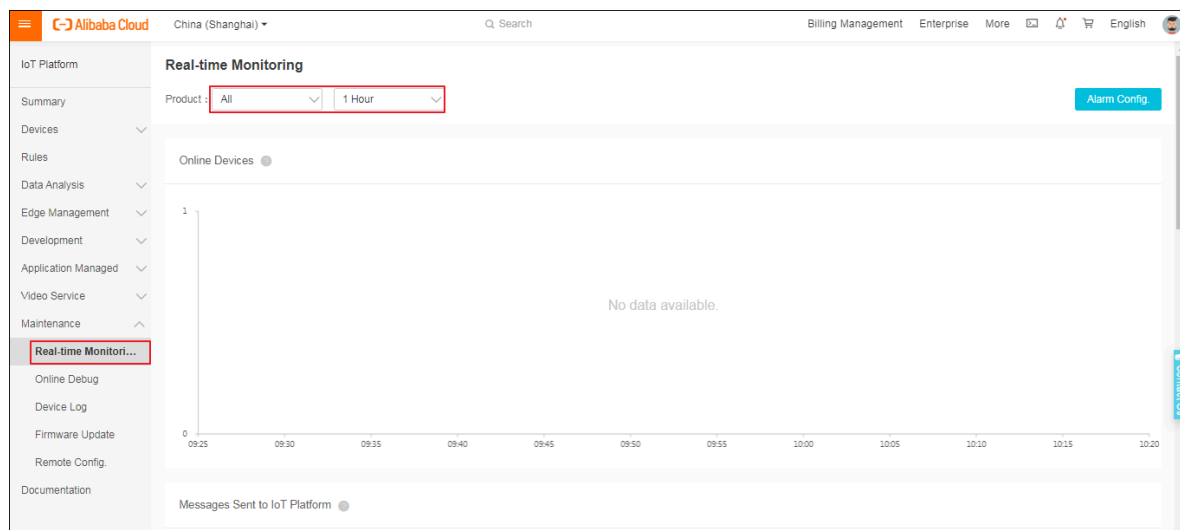 Alibaba Cloud China (Shanghai) Search Billing Management Enterprise More English
IoT Platform
Summary
Devices
Rules
Data Analysis
Edge Management
Development
Application Managed
Video Service
Maintenance
Real-time Monitori...
Online Debug
Device Log
Firmware Update
Remote Config.
Documentation
Real-time Monitoring
Product : All 1 Hour Alarm Config.
Online Devices
1
No data available.
0
09:25 09:30 09:35 09:40 09:45 09:50 09:55 10:00 10:05 10:10 10:15 10:20
Messages Sent to IoT Platform